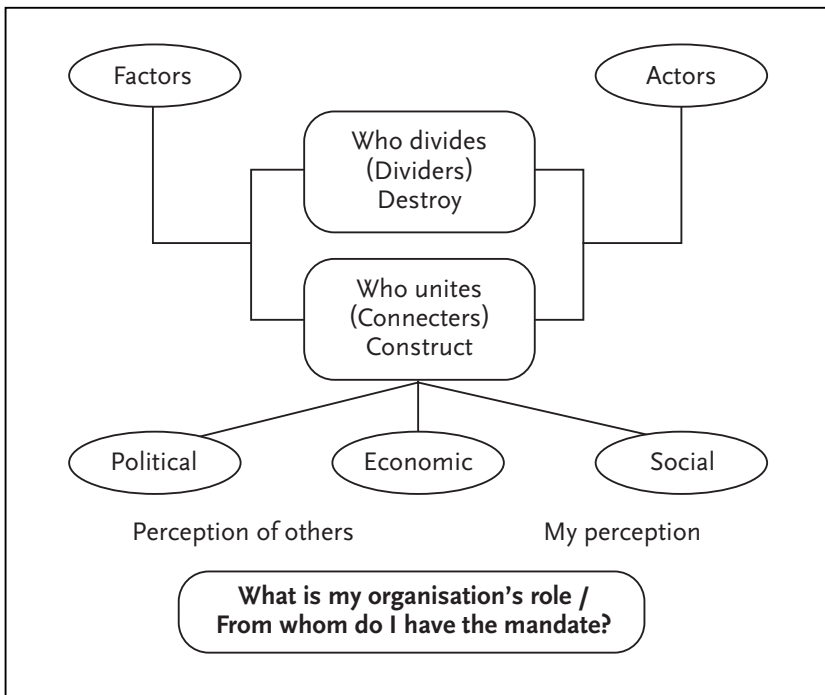 Factors
Actors
Who divides
(Dividers)
Destroy
Who unites
(Connecters)
Construct
Political
Economic
Social
Perception of others
My perception
What is my organisation’s role /
From whom do I have the mandate?